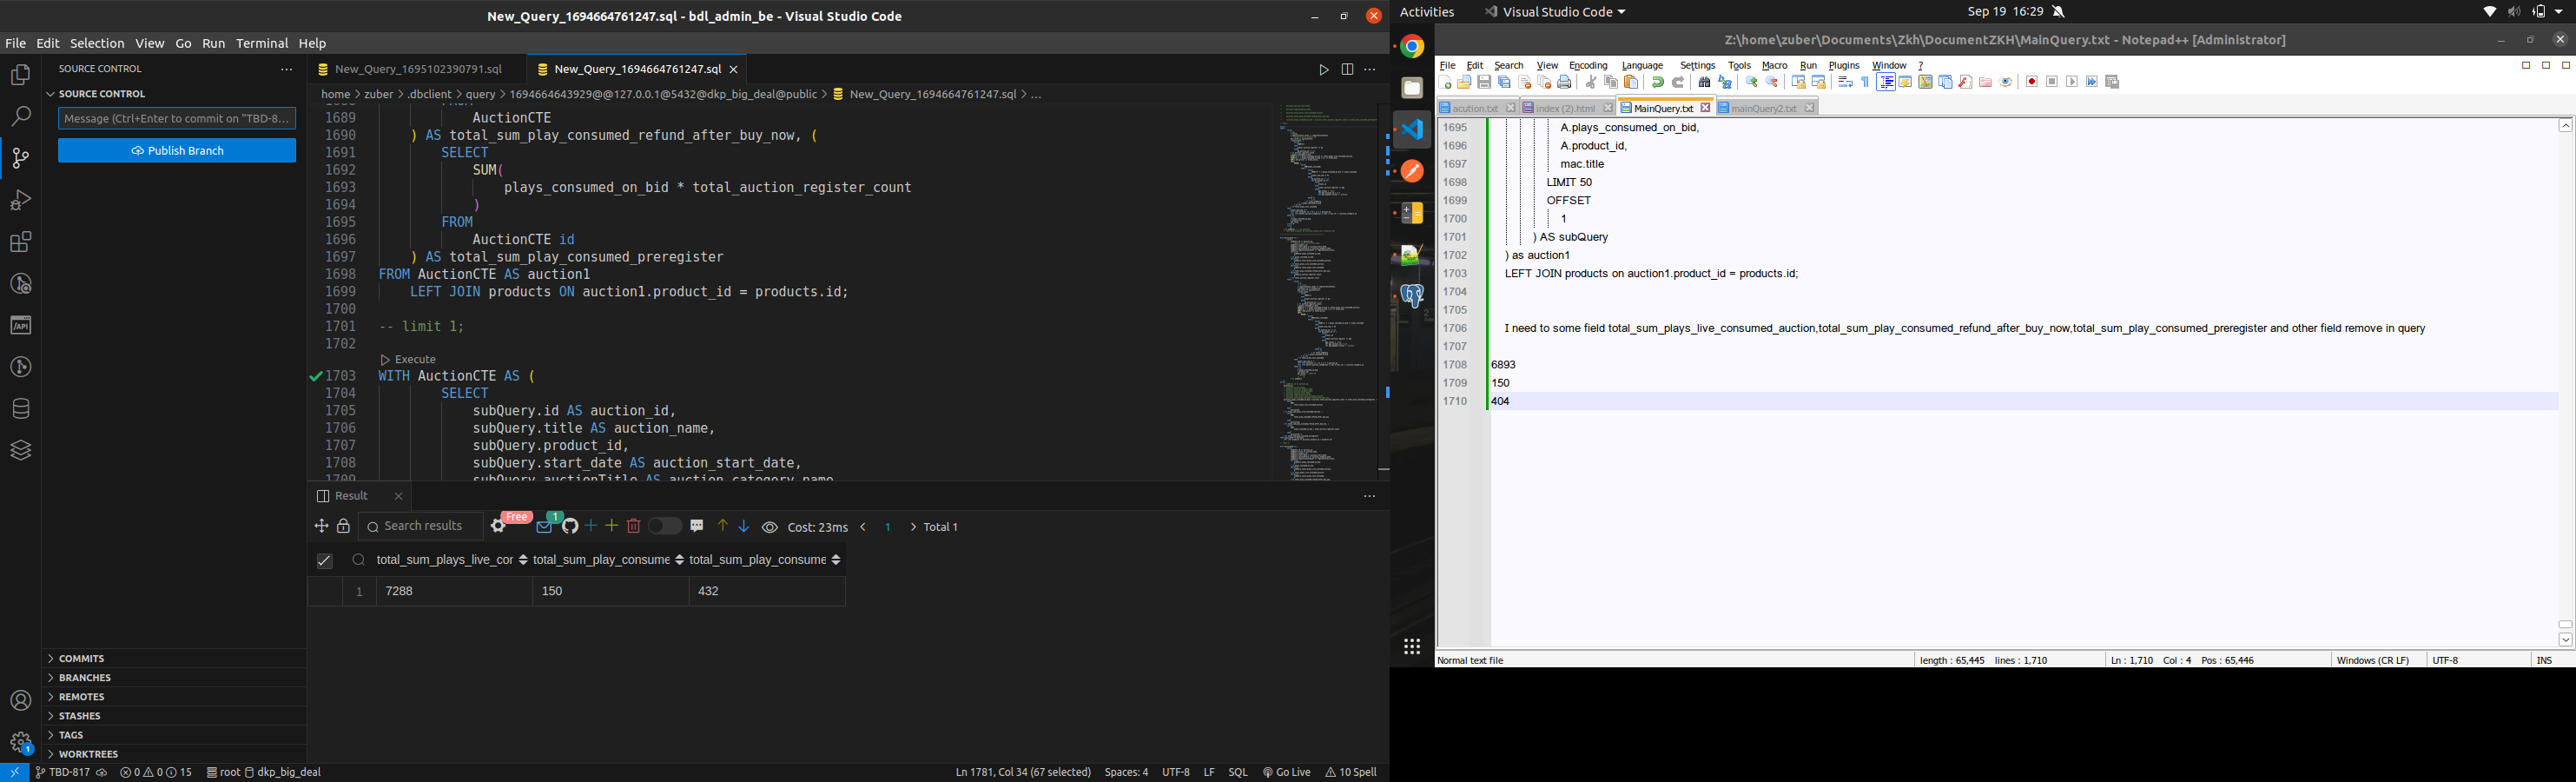 New_Query_1694664761247.sql - bdl_admin_be - Visual Studio Code
File Edit Selection View Go Run Terminal Help
SOURCE CONTROL
SOURCE CONTROL
Message (Ctrl+Enter to commit on "TBD-8...
Publish Branch
COMMITS
BRANCHES
REMOTES
STASHES
TAGS
WORKTREES
New_Query_1695102390791.sql New_Query_1694664761247.sql
home > zuber > .dbclient > query > 1694664643929@@127.0.0.1@5432@dkp_big_deal@public > New_Query_1694664761247.sql > ...
1688 FROM
1689 AuctionCTE
1690 ) AS total_sum_play_consumed_refund_after_buy_now, (
1691 SELECT
1692 SUM(
1693 plays_consumed_on_bid * total_auction_register_count
1694 )
1695 FROM
1696 AuctionCTE id
1697 ) AS total_sum_play_consumed_preregister
1698 FROM AuctionCTE AS auction1
1699 LEFT JOIN products ON auction1.product_id = products.id;
1700
1701 -- limit 1;
1702
Execute
1703 WITH AuctionCTE AS (
1704 SELECT
1705 subQuery.id AS auction_id,
1706 subQuery.title AS auction_name,
1707 subQuery.product_id,
1708 subQuery.start_date AS auction_start_date,
1709 subQuery.auctionTitle AS auction_category_name
Result
Search results Free 1 Cost: 23ms < 1 > Total 1
total_sum_plays_live_cor total_sum_play_consume total_sum_play_consume
1 7288 150 432
1
TBD-817 0 0 15 root dkp_big_deal
Ln 1781, Col 34 (67 selected) Spaces: 4 UTF-8 LF SQL Go Live 10 Spell
Activities Visual Studio Code Sep 19 16:29
Z:\home\zuber\Documents\Zkh\DocumentZKH\MainQuery.txt - Notepad++ [Administrator]
File Edit Search View Encoding Language Settings Tools Macro Run Plugins Window ?
acution.txt index (2).html MainQuery.txt mainQuery2.txt
1695 A.plays_consumed_on_bid,
1696 A.product_id,
1697 mac.title
1698 LIMIT 50
1699 OFFSET
1700 1
1701 ) AS subQuery
1702 ) as auction1
1703 LEFT JOIN products on auction1.product_id = products.id;
1704
1705
1706 I need to some field total_sum_plays_live_consumed_auction,total_sum_play_consumed_refund_after_buy_now,total_sum_play_consumed_preregister and other field remove in query
1707
1708 6893
1709 150
1710 404
Normal text file length : 65,445 lines : 1,710 Ln : 1,710 Col : 4 Pos : 65,446 Windows (CR LF) UTF-8 INS